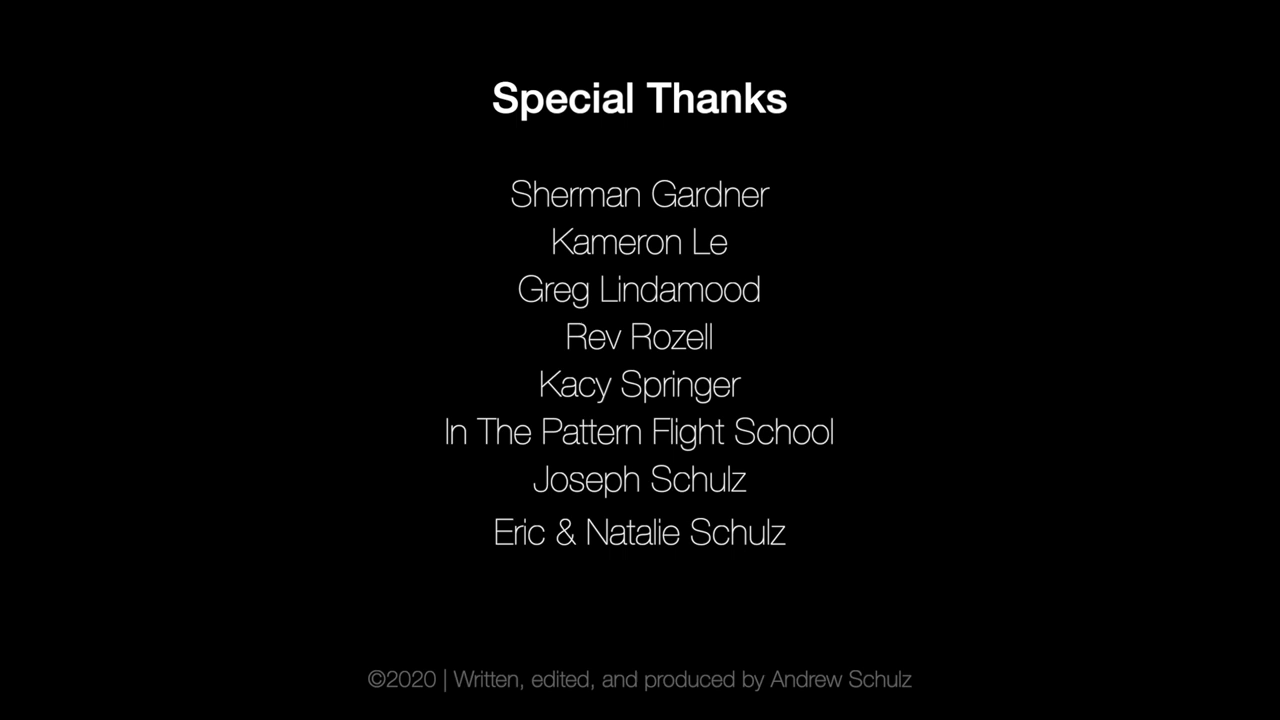 Special Thanks
Sherman Gardner
Kameron Le
Greg Lindamood
Rev Rozell
Kacy Springer
In The Pattern Flight School
Joseph Schulz
Eric & Natalie Schulz
©2020 | Written, edited, and produced by Andrew Schulz